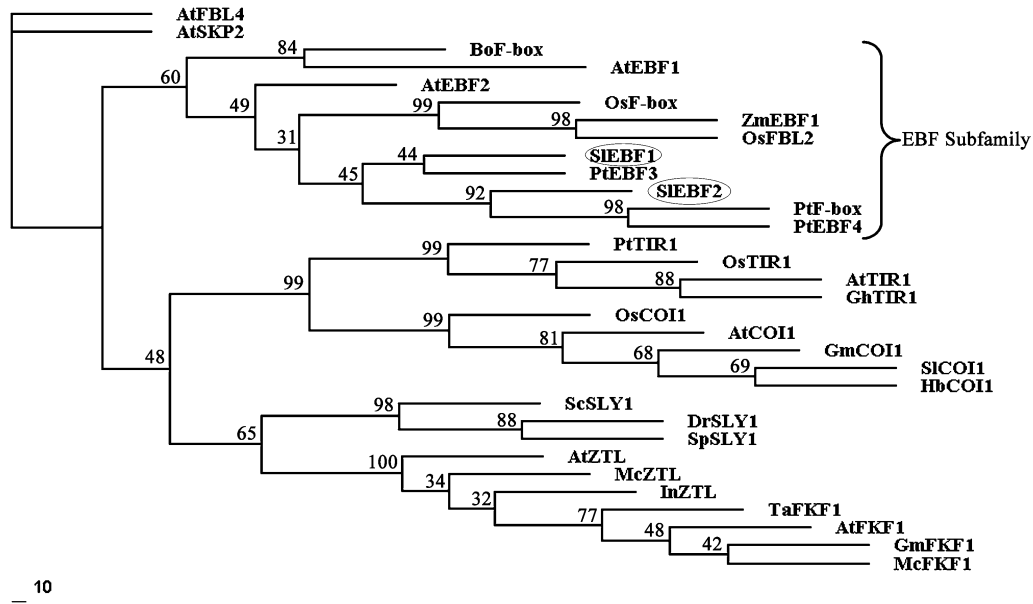 AtFBL4
AtSKP2
84 BoF-box
60 AtEBF1
49 AtEBF2
99 OsF-box
98 ZmEBF1
31 OsFBL2
EBF Subfamily
44 SlEBF1
45 PtEBF3
92 SlEBF2
98 PtF-box
PtEBF4
99 PtTIR1
77 OsTIR1
99 88 AtTIR1
GhTIR1
99 OsCOI1
81 AtCOI1
48 68 GmCOI1
69 SlCOI1
HbCOI1
98 ScSLY1
88 DrSLY1
65 SpSLY1
100 AtZTL
34 McZTL
32 InZTL
77 TaFKF1
48 AtFKF1
42 GmFKF1
McFKF1
10